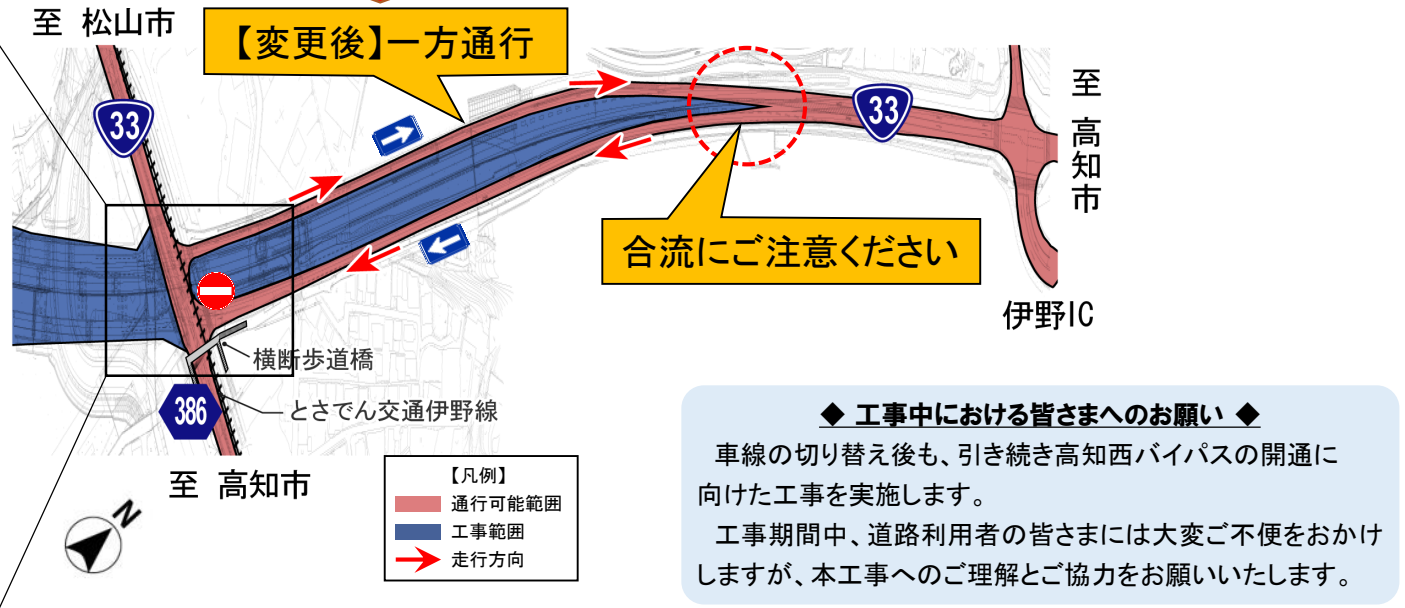 至 松山市
【変更後】一方通行
33
33
至
高
知
市
合流にご注意ください
伊野IC
横断歩道橋
386
とさでん交通伊野線
至 高知市
N
【凡例】
通行可能範囲
工事範囲
走行方向
◆ 工事中における皆さまへのお願い ◆
車線の切り替え後も、引き続き高知西バイパスの開通に
向けた工事を実施します。
工事期間中、道路利用者の皆さまには大変ご不便をおかけ
しますが、本工事へのご理解とご協力をお願いいたします。